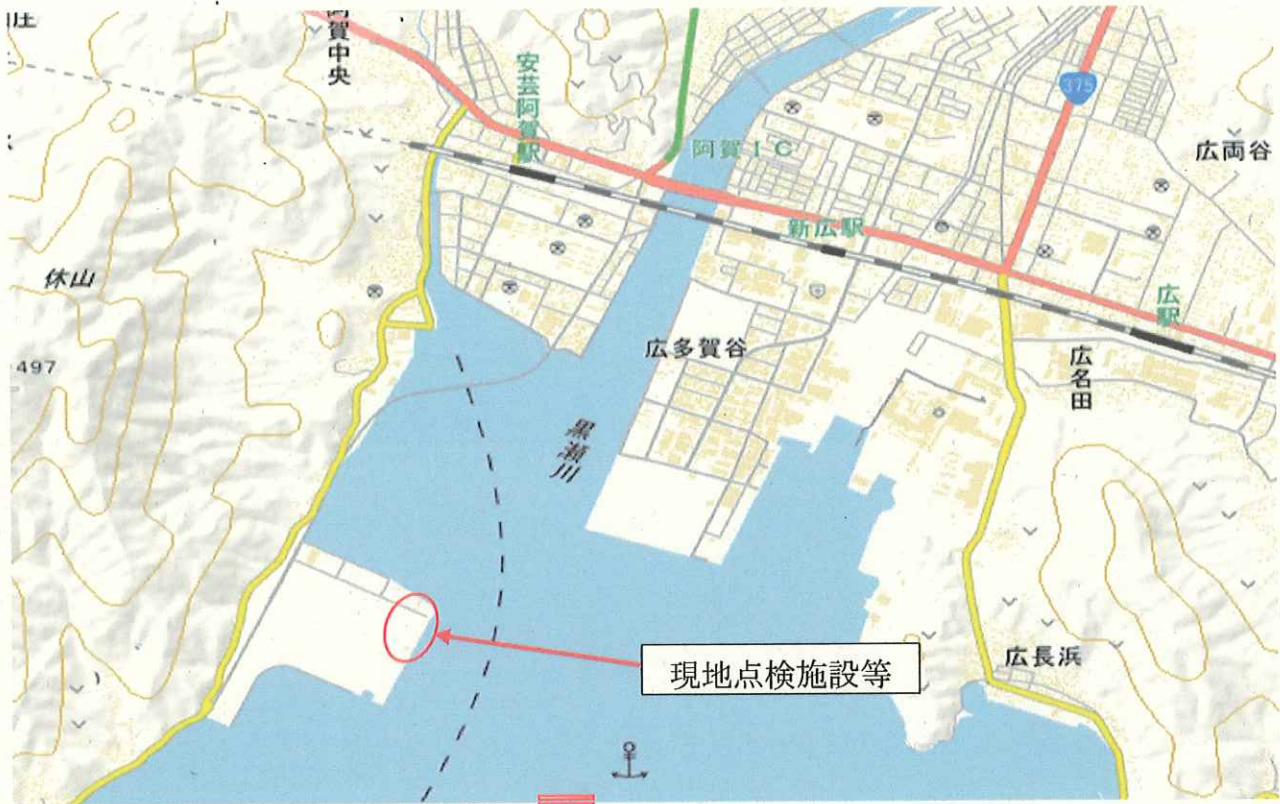 阿賀中央
安芸阿賀駅
375
阿賀IC
広両谷
新広駅
休山
広駅
497
広多賀谷
広名田
黒瀬川
現地点検施設等
広長浜